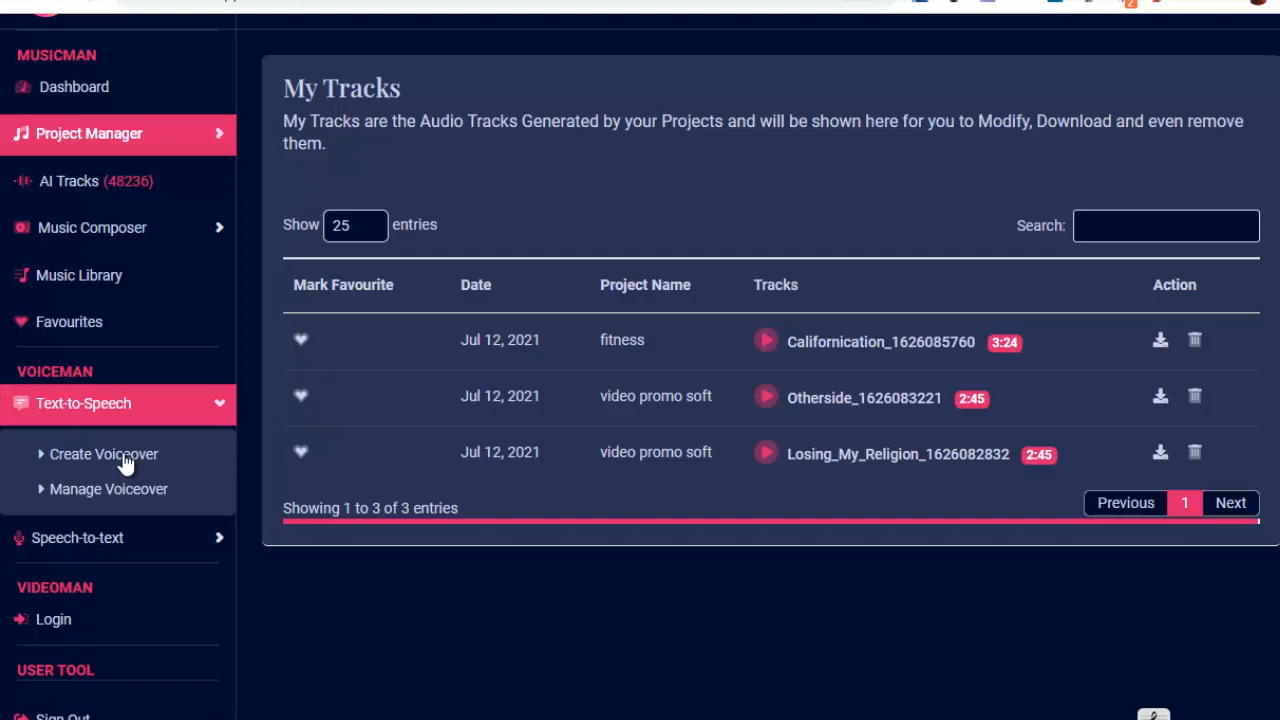 2
MUSICMAN
Dashboard
Project Manager
AI Tracks (48236)
Music Composer
Music Library
Favourites
VOICEMAN
Text-to-Speech
Create Voiceover
Manage Voiceover
Speech-to-text
VIDEOMAN
Login
USER TOOL
Sign Out
My Tracks
My Tracks are the Audio Tracks Generated by your Projects and will be shown here for you to Modify, Download and even remove
them.
Show 25 entries
Search:
Mark Favourite Date Project Name Tracks Action
Jul 12, 2021 fitness Californication_1626085760 3:24
Jul 12, 2021 video promo soft Otherside_1626083221 2:45
Jul 12, 2021 video promo soft Losing_My_Religion_1626082832 2:45
Showing 1 to 3 of 3 entries
Previous 1 Next